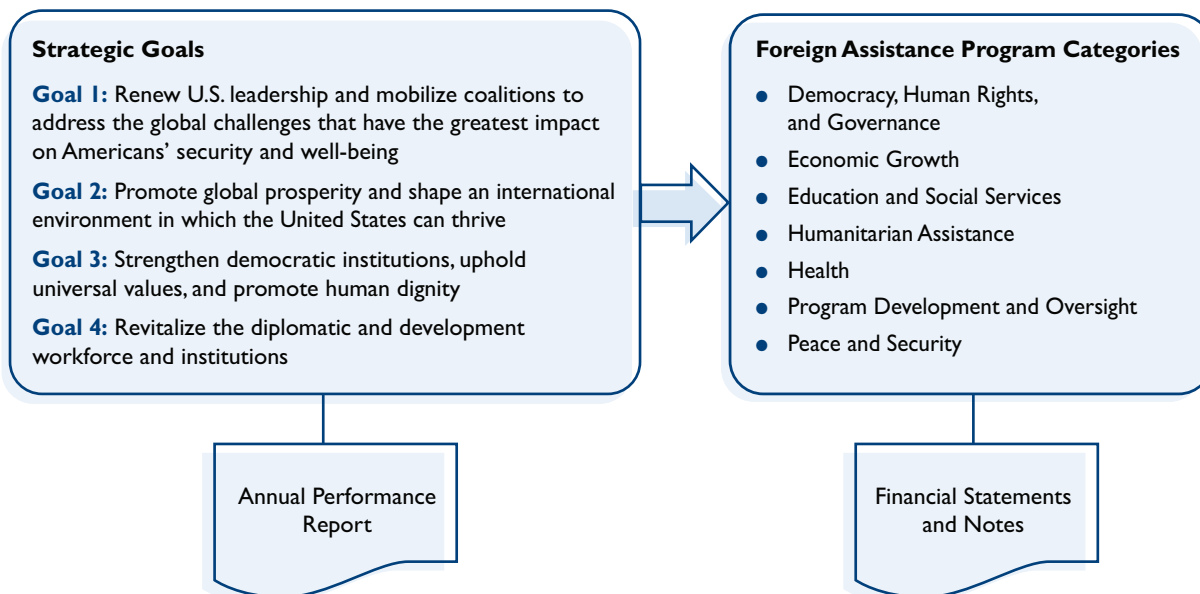 Strategic Goals
Goal 1: Renew U.S. leadership and mobilize coalitions to
address the global challenges that have the greatest impact
on Americans’ security and well-being
Goal 2: Promote global prosperity and shape an international
environment in which the United States can thrive
Goal 3: Strengthen democratic institutions, uphold
universal values, and promote human dignity
Goal 4: Revitalize the diplomatic and development
workforce and institutions
Foreign Assistance Program Categories
● Democracy, Human Rights,
and Governance
● Economic Growth
● Education and Social Services
● Humanitarian Assistance
● Health
● Program Development and Oversight
● Peace and Security
Annual Performance
Report
Financial Statements
and Notes